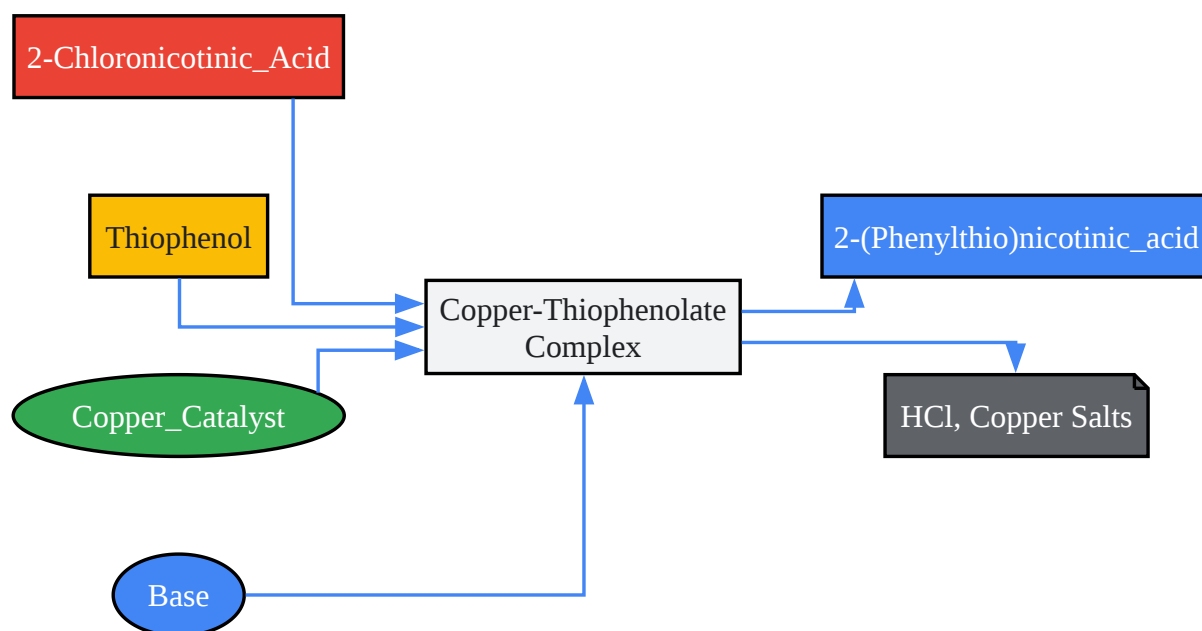 2-Chloronicotinic_Acid
Thiophenol
2-(Phenylthio)nicotinic_acid
Copper-Thiophenolate
Complex
Copper_Catalyst
HCl, Copper Salts
Base